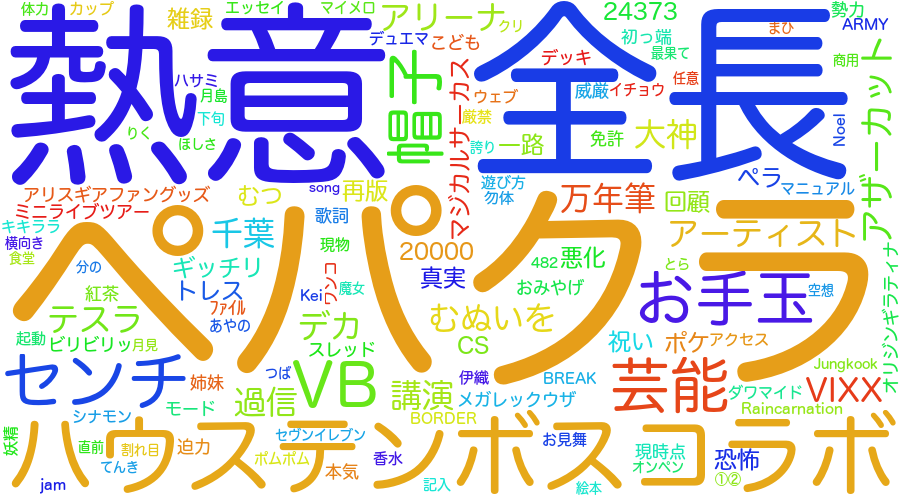 体力
カップ
エッセイ
マイメロ
アリーナ
クリ
24373
まひ
勢力
ARMY
雑録
デュエマ
こども
初っ端
最果て
熱意
全長
帽子
デッキ
商用
アザーカット
ハサミ
月島
マジカルサーカス
ウェブ
威厳
イチョウ
任意
下旬
厳禁
大神
Noel
りく
ほしさ
誇り
一路
免許
ペラ
アリスギアファングッズ
むつ
song
再版
遊び方
勿体
万年筆
回顧
マニュアル
ミニライブツアー
キキララ
千葉
歌詞
ペパクラ
アーティスト
横向き
食堂
分の
ギッチリ
現物
20000
真実
482
悪化
とら
オリジンギラティナ
紅茶
トレス
Kei
ワンコ
魔女
おみやげ
お手玉
空想
テスラ
ファイル
あやの
デカ
むぬいを
起動
ビリビリッ
月見
スレッド
CS
祝い
ポケ
アクセス
センチ
姉妹
つば
VB
講演
伊織
BREAK
芸能
Jungkook
ダワマイド
VIXX
シナモン
モード
過信
メガレックウザ
BORDER
Raincarnation
妖精
直前
割れ目
迫力
セヴンイレブン
お見舞
ハウステンボスコラボ
てんき
ポムポム
本気
香水
現時点
オンペン
恐怖
①②
jam
記入
絵本